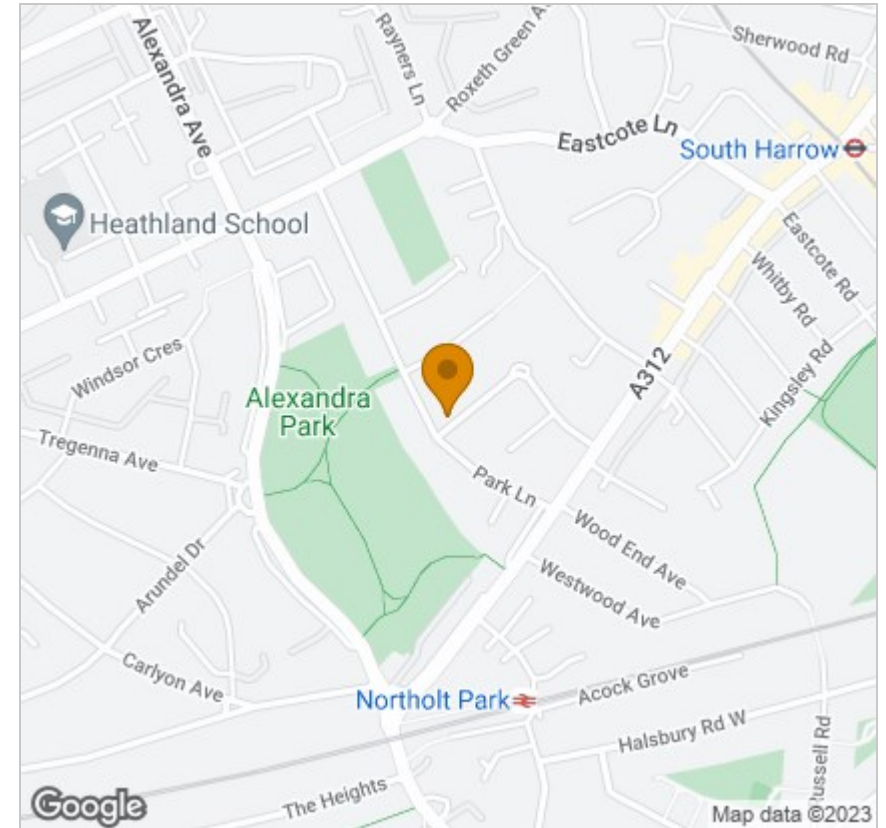 Alexandra Ave
Rayners Ln
Roxeth Green A
Sherwood Rd
Eastcote Ln
South Harrow
Heathland School
Eastcote Rd
Whitby Rd
Windsor Cres
A312
Kingsley Rd
Alexandra
Park
Tregenna Ave
Park Ln
Wood End Ave
Arundel Dr
Westwood Ave
Carlyon Ave
Northolt Park
Acock Grove
Halsbury Rd W
Russell Rd
The Heights
Google
Map data ©2023